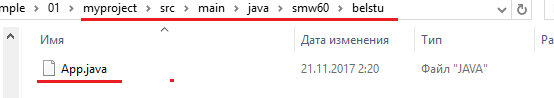 mple > 01 > myproject > src > main > java > smw60 > belstu
Имя Дата изменения Тип
App.java 21.11.2017 2:20 Файл "JAVA"